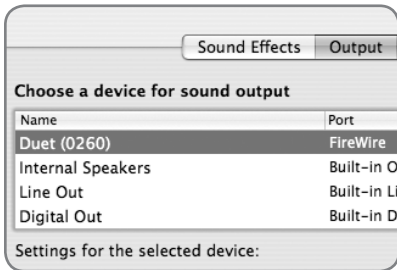 Sound Effects Output
Choose a device for sound output
Name Port
Duet (0260) FireWire
Internal Speakers Built-in O
Line Out Built-in Li
Digital Out Built-in D
Settings for the selected device: